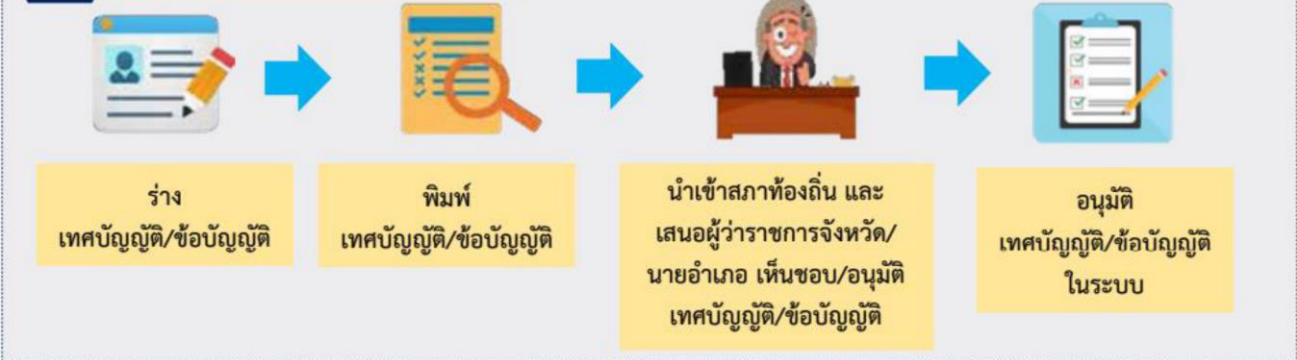 ร่าง
เทศบัญญัติ/ข้อบัญญัติ
พิมพ์
เทศบัญญัติ/ข้อบัญญัติ
นำเข้าสภาท้องถิ่น และ
เสนอผู้ว่าราชการจังหวัด/
นายอำเภอ เห็นชอบ/อนุมัติ
เทศบัญญัติ/ข้อบัญญัติ
อนุมัติ
เทศบัญญัติ/ข้อบัญญัติ
ในระบบ